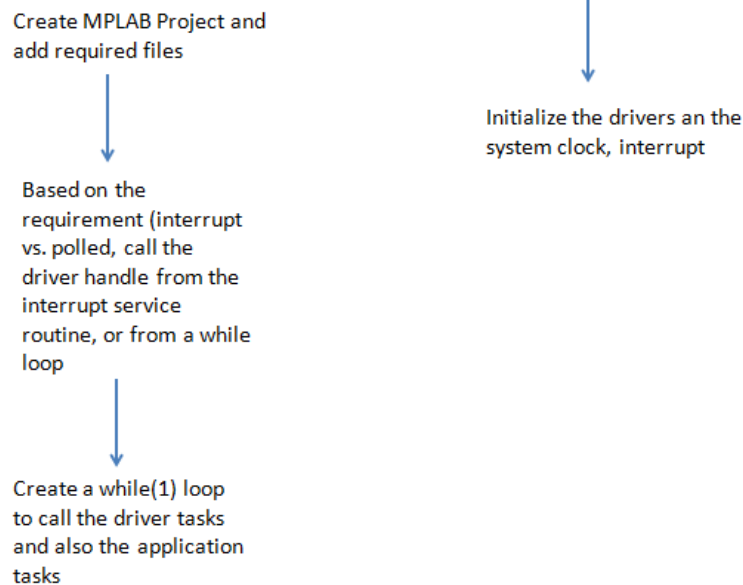 Create MPLAB Project and
add required files
Initialize the drivers an the
system clock, interrupt
Based on the
requirement (interrupt
vs. polled, call the
driver handle from the
interrupt service
routine, or from a while
loop
Create a while(1) loop
to call the driver tasks
and also the application
tasks